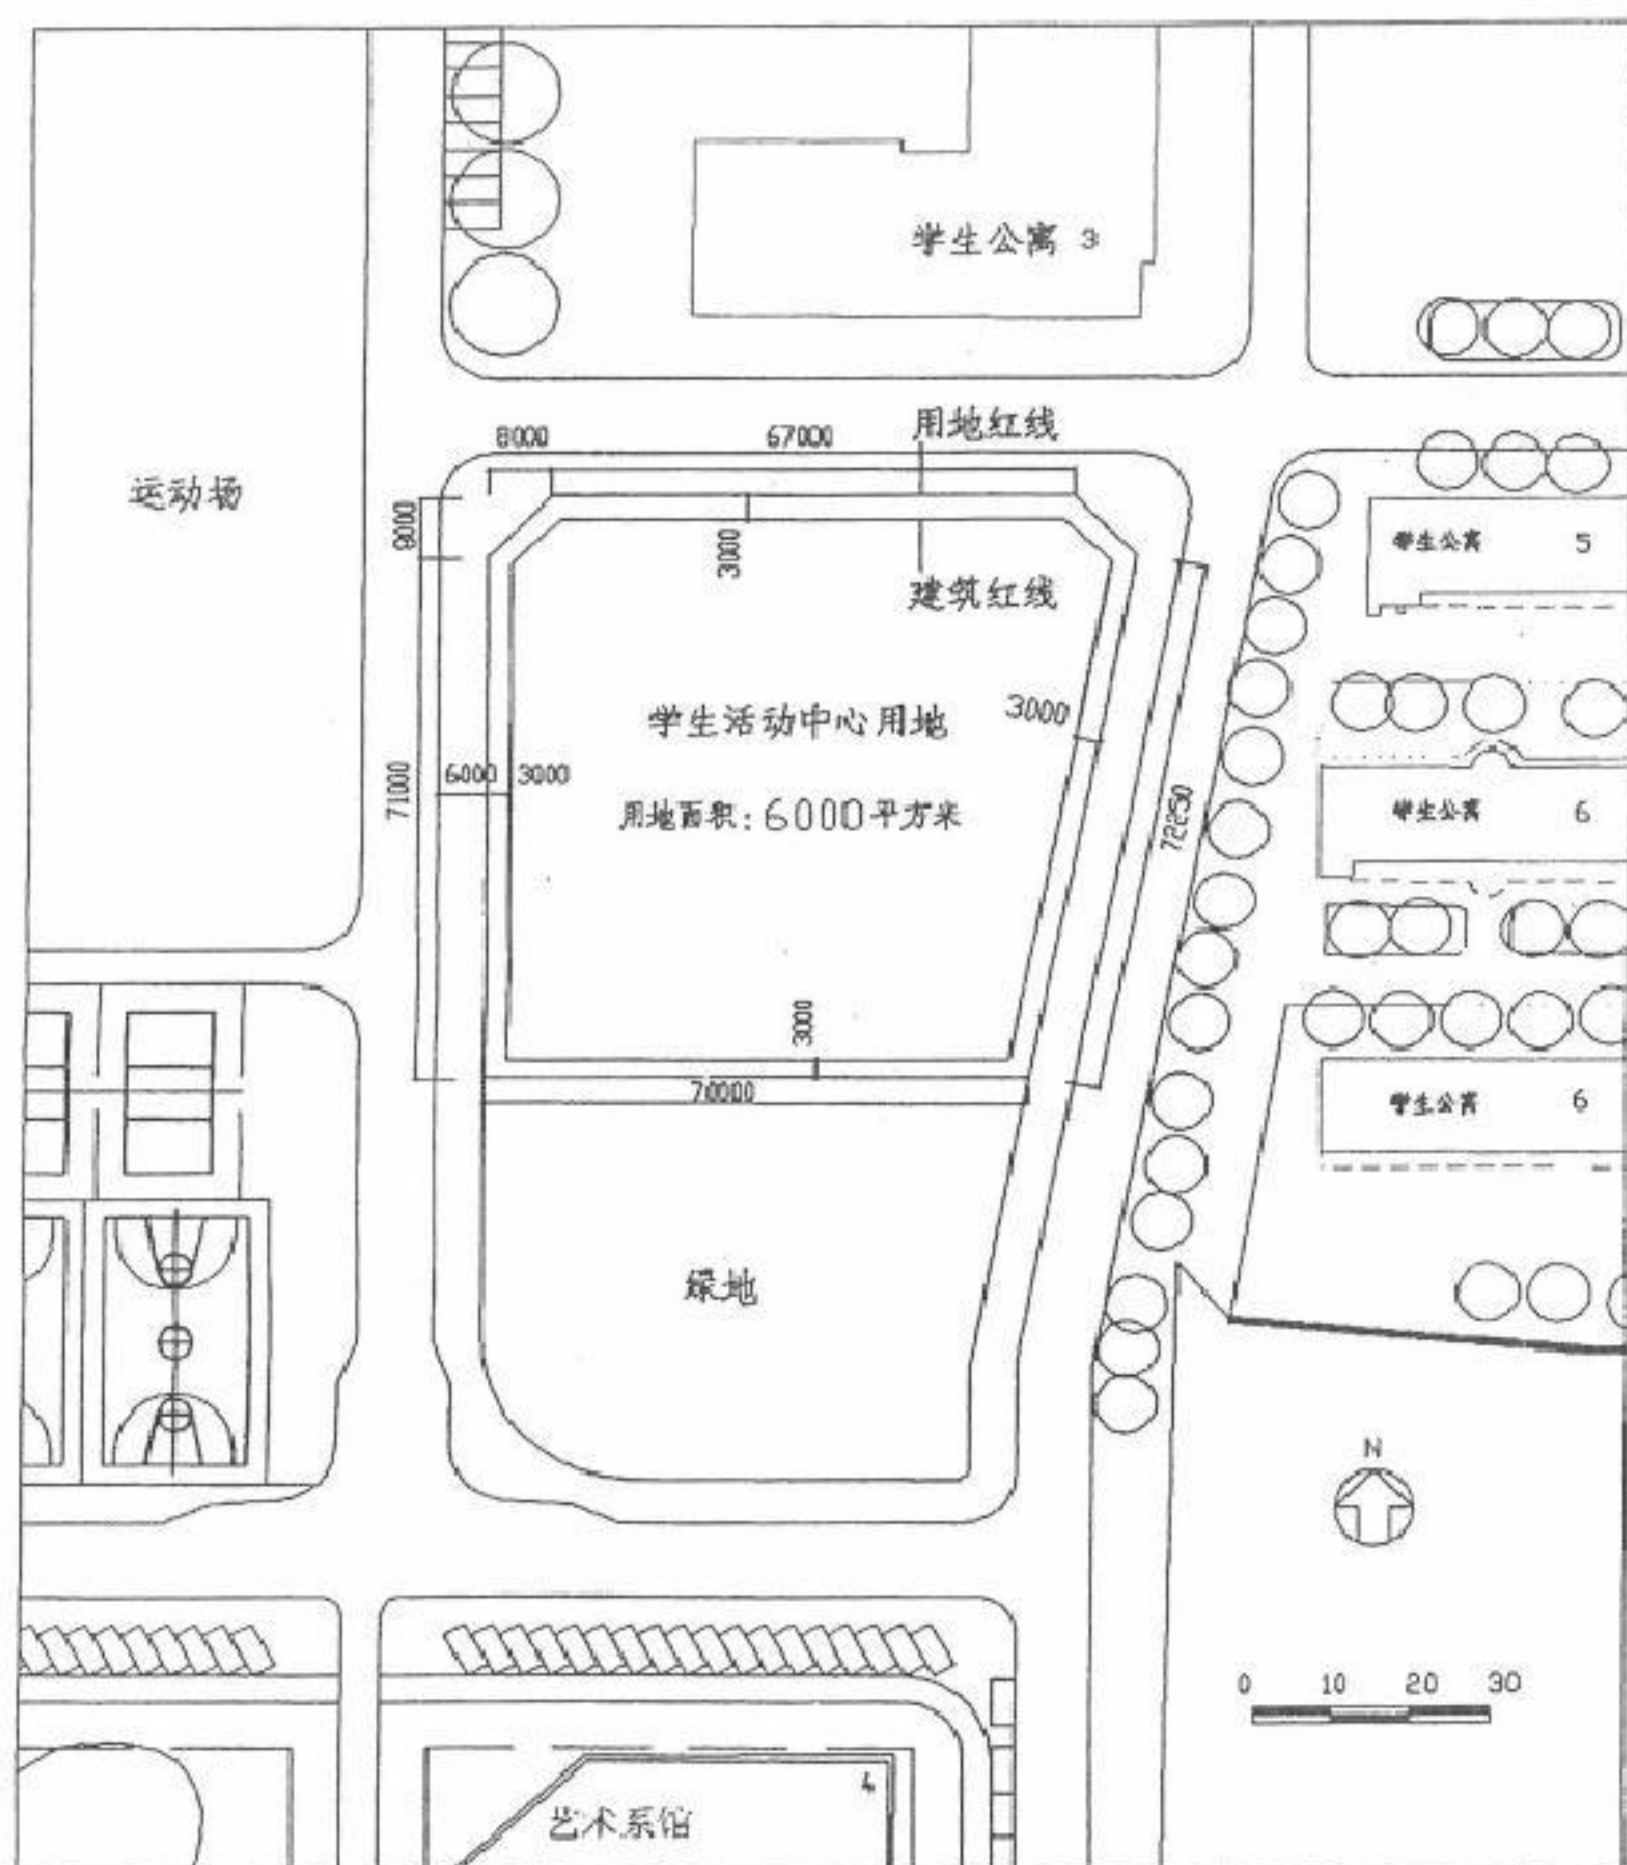 学生公寓 3
用地红线
8000
67000
运动场
8000
3000
学生公寓 5
建筑红线
学生活动中心用地
3000
71000
6000
3000
用地面积:6000平方米
72250
学生公寓 6
3000
70000
学生公寓 6
绿地
N
0 10 20 30
4
艺术系馆